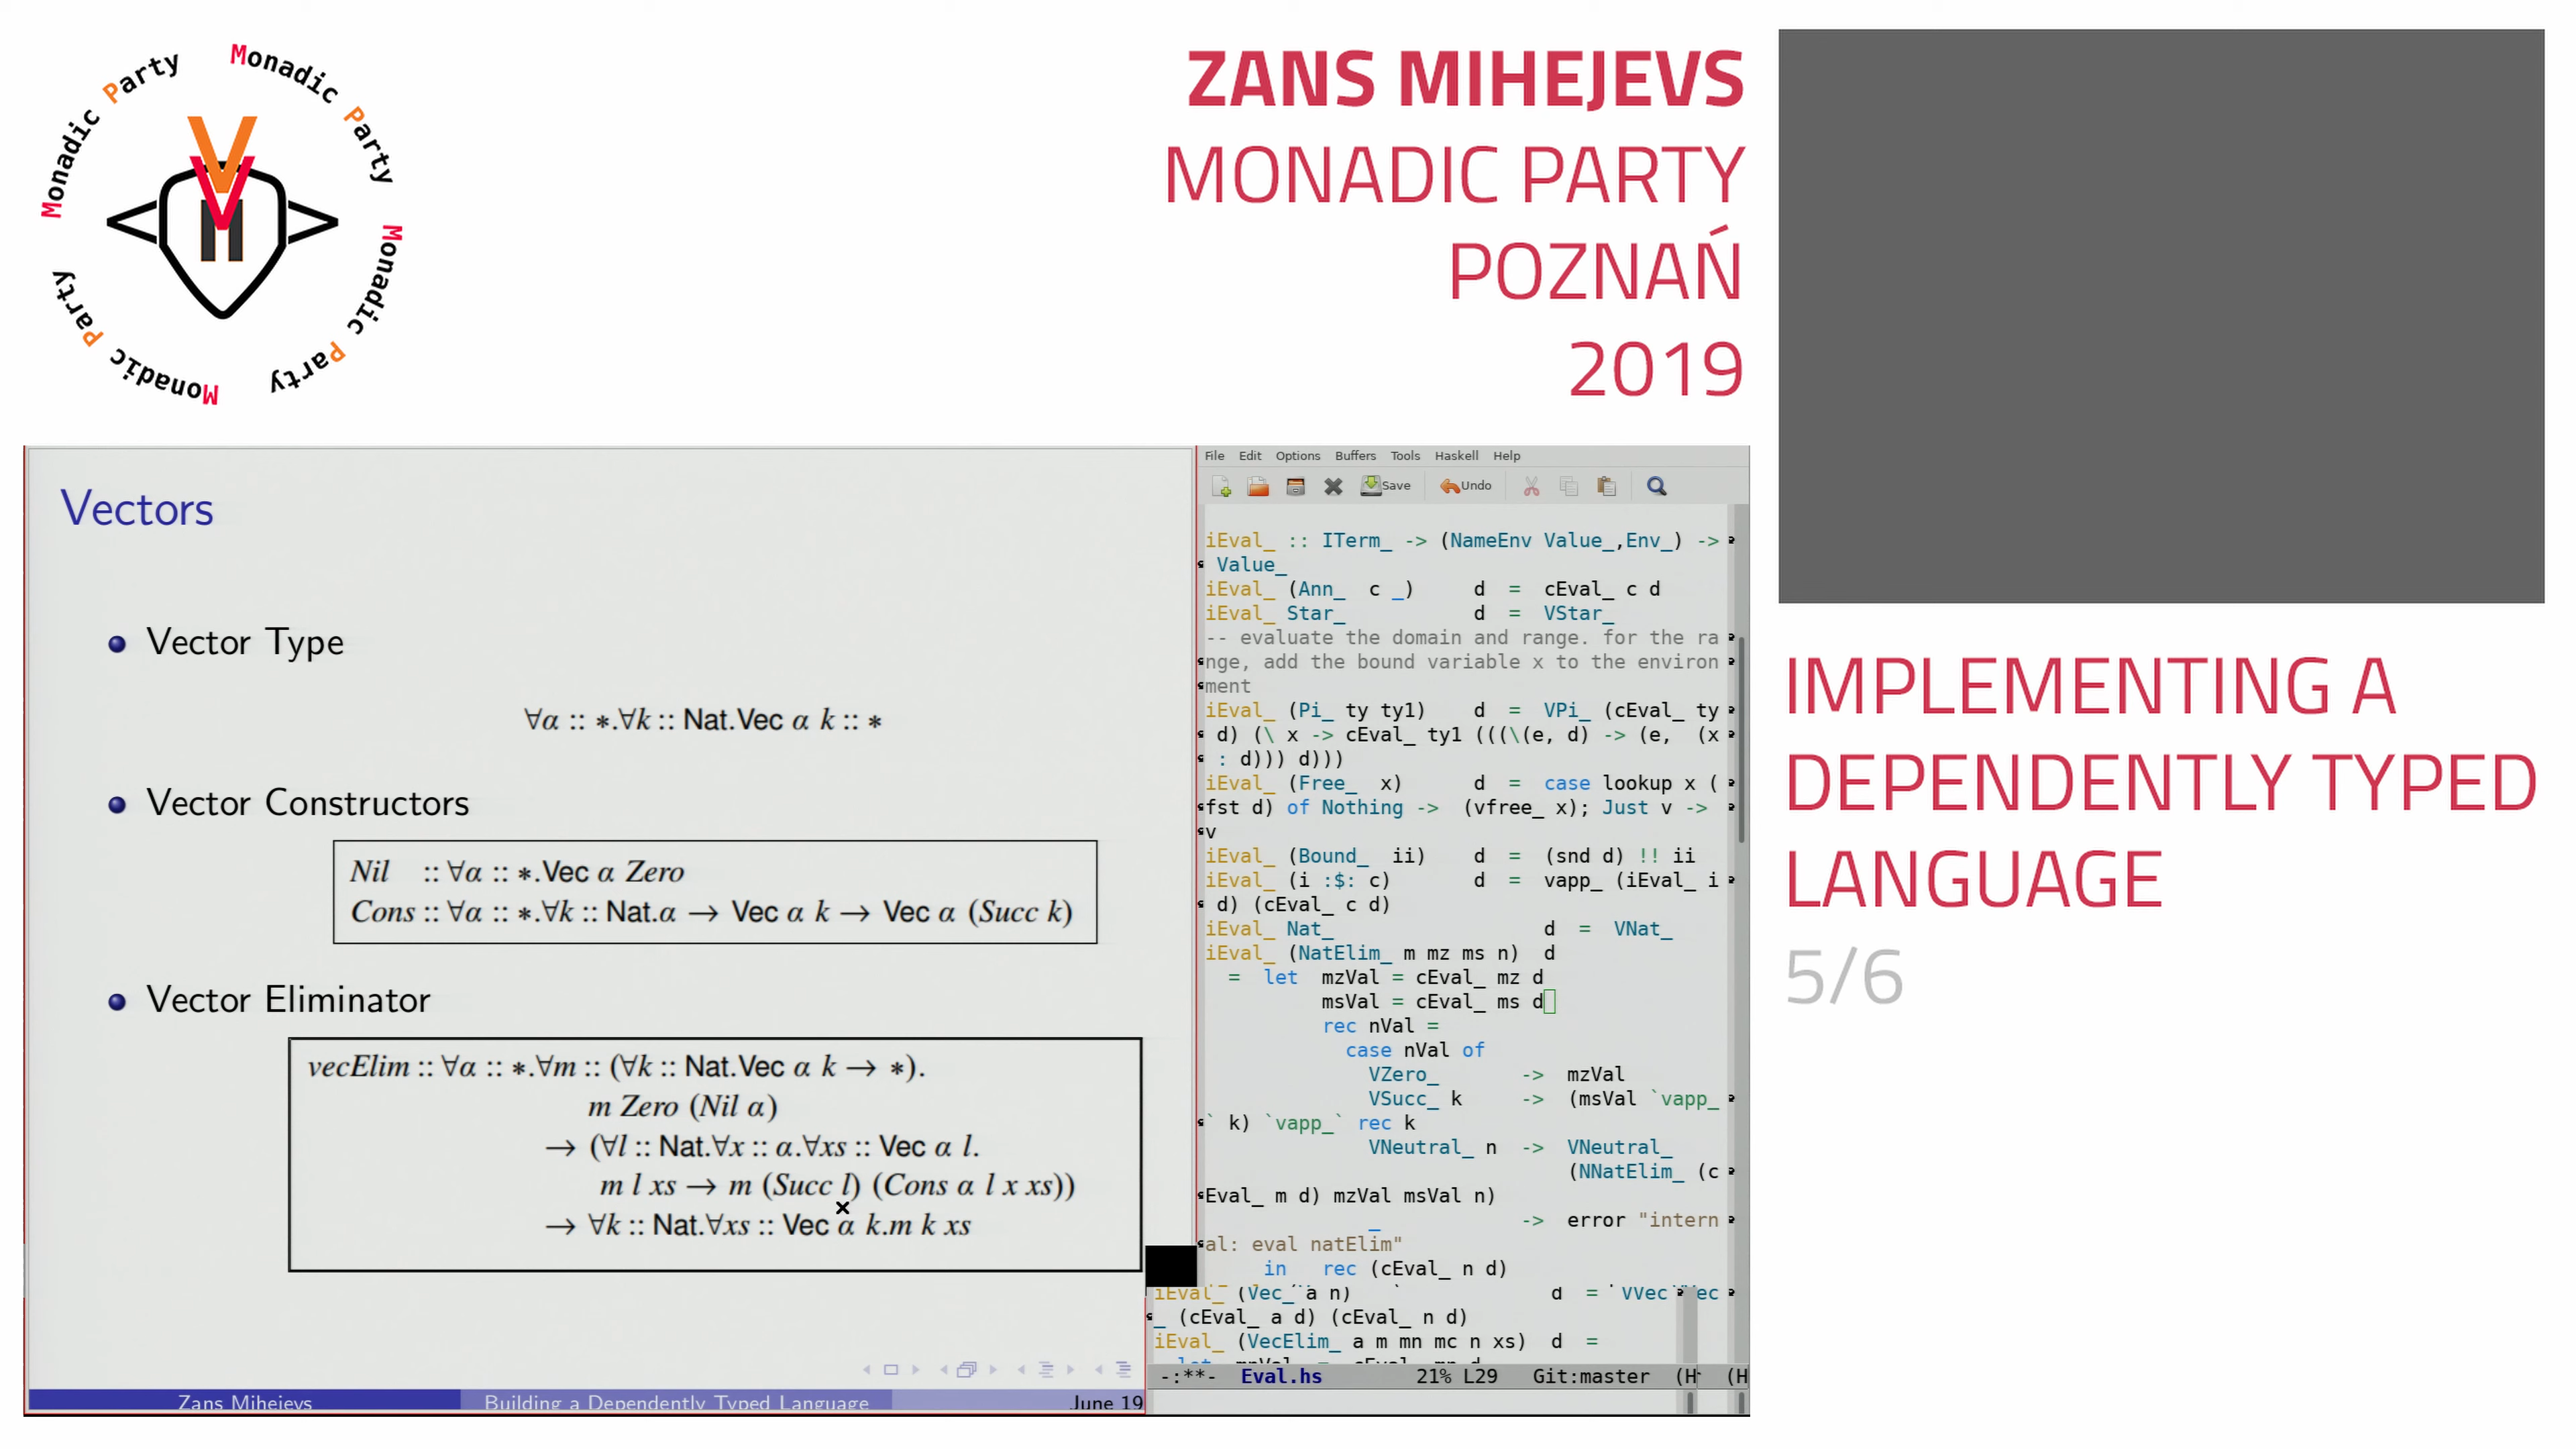 Monadic Party
Monadic Party
Monadic Party
Monadic Party
ZANS MIHEJEVS
MONADIC PARTY
POZNAŃ
2019
IMPLEMENTING A
DEPENDENTLY TYPED
LANGUAGE
5/6
Vectors
Vector Type
∀α :: ∗.∀k :: Nat.Vec α k :: ∗
Vector Constructors
Nil :: ∀α :: ∗.Vec α Zero
Cons :: ∀α :: ∗.∀k :: Nat.α → Vec α k → Vec α (Succ k)
Vector Eliminator
vecElim :: ∀α :: ∗.∀m :: (∀k :: Nat.Vec α k → ∗).
m Zero (Nil α)
→ (∀l :: Nat.∀x :: α.∀xs :: Vec α l.
m l xs → m (Succ l) (Cons α l x xs))
→ ∀k :: Nat.∀xs :: Vec α k.m k xs
Zans Mihejevs Building a Dependently Typed Language June 19
File Edit Options Buffers Tools Haskell Help
Save Undo
iEval_ :: ITerm_ -> (NameEnv Value_,Env_) ->
Value_
iEval_ (Ann_ c _) d = cEval_ c d
iEval_ Star_ d = VStar_
-- evaluate the domain and range. for the ra
nge, add the bound variable x to the environ
ment
iEval_ (Pi_ ty ty1) d = VPi_ (cEval_ ty
d) (\ x -> cEval_ ty1 (((\(e, d) -> (e, (x
: d))) d)))
iEval_ (Free_ x) d = case lookup x (
fst d) of Nothing -> (vfree_ x); Just v ->
v
iEval_ (Bound_ ii) d = (snd d) !! ii
iEval_ (i :$: c) d = vapp_ (iEval_ i
d) (cEval_ c d)
iEval_ Nat_ d = VNat_
iEval_ (NatElim_ m mz ms n) d
= let mzVal = cEval_ mz d
msVal = cEval_ ms d
rec nVal =
case nVal of
VZero_ -> mzVal
VSucc_ k -> (msVal `vapp_
` k) `vapp_` rec k
VNeutral_ n -> VNeutral_
(NNatElim_ (c
Eval_ m d) mzVal msVal n)
_ -> error "intern
al: eval natElim"
in rec (cEval_ n d)
iEval_ (Vec_ a n) d = VVec
_ (cEval_ a d) (cEval_ n d)
iEval_ (VecElim_ a m mn mc n xs) d =
-:**- Eval.hs 21% L29 Git:master (H (H